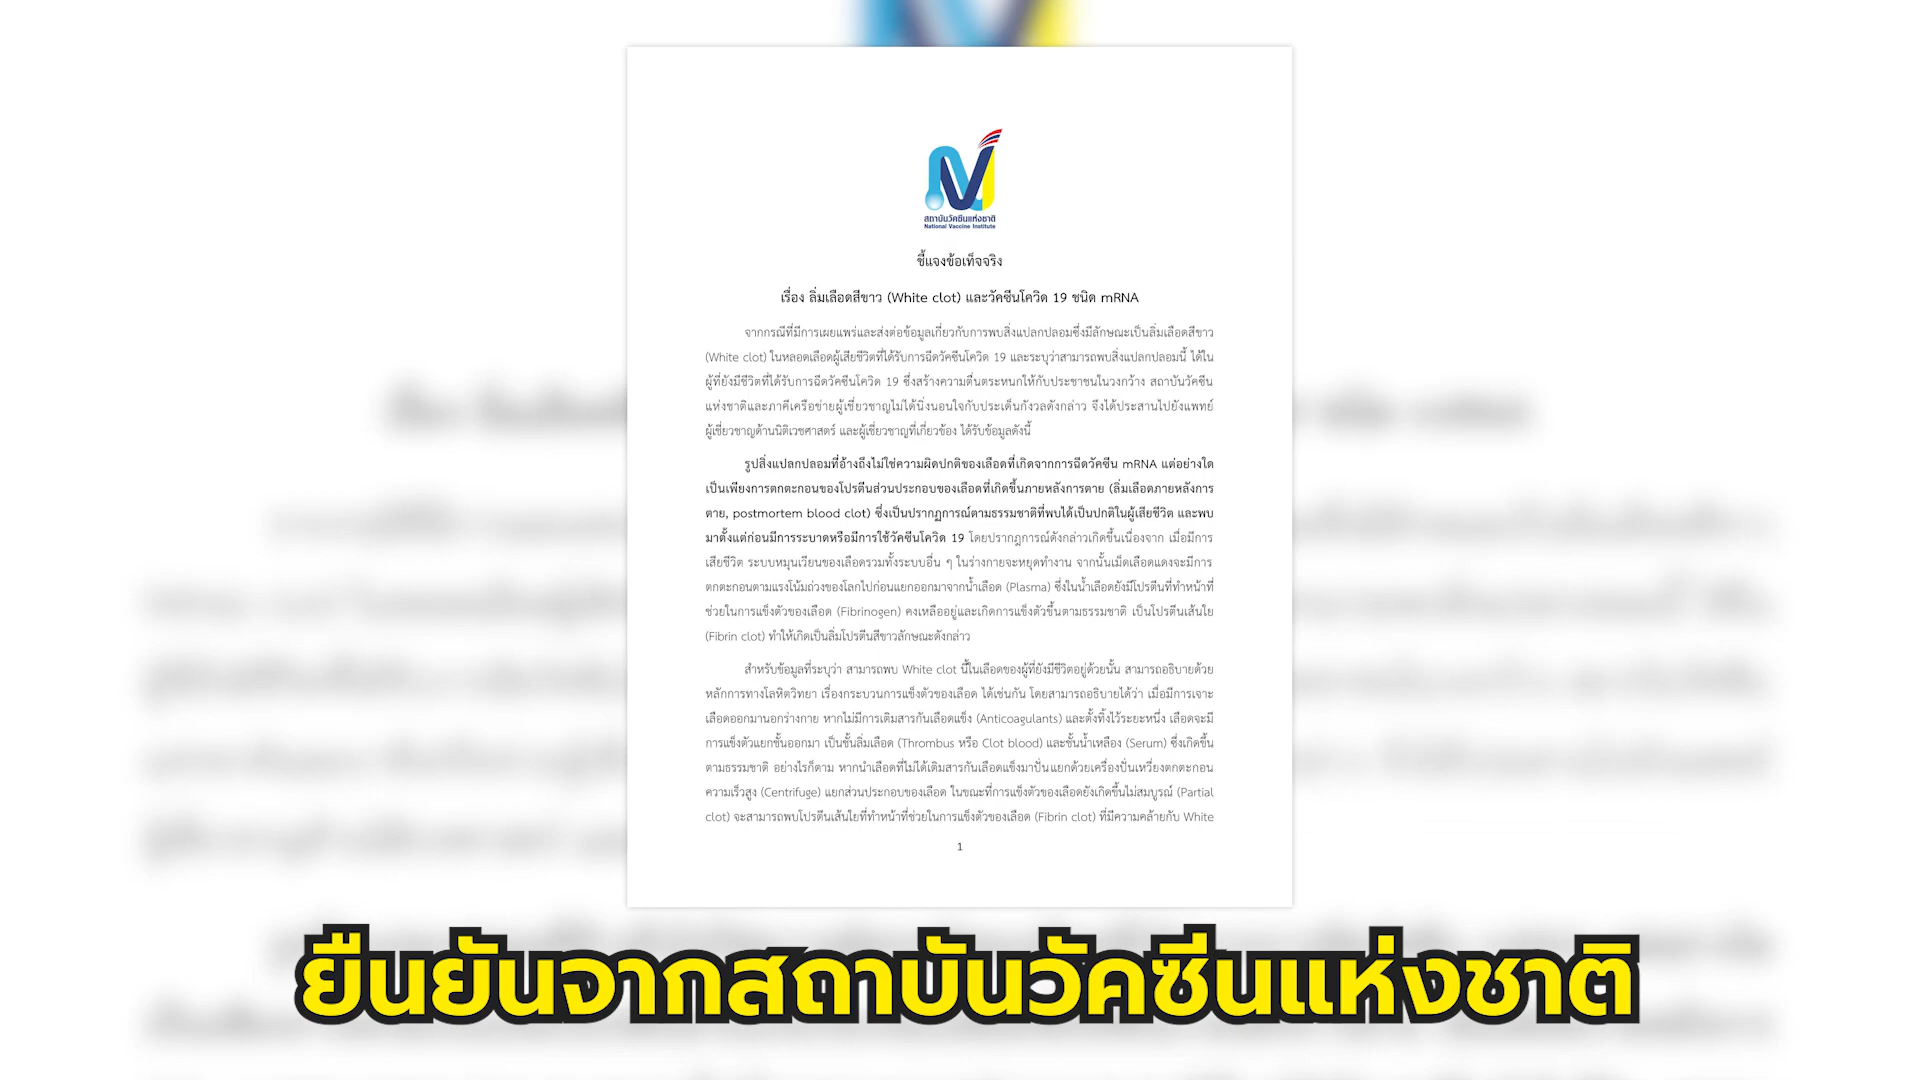 สถาบันวัคซีนแห่งชาติ
National Vaccine Institute
ชี้แจงข้อเท็จจริง
เรื่อง ลิ่มเลือดสีขาว (White clot) และวัคซีนโควิด 19 ชนิด mRNA
จากกรณีที่มีการเผยแพร่และส่งต่อข้อมูลเกี่ยวกับการพบสิ่งแปลกปลอมซึ่งมีลักษณะเป็นลิ่มเลือดสีขาว
(White clot) ในหลอดเลือดผู้เสียชีวิตที่ได้รับการฉีดวัคซีนโควิด 19 และระบุว่าสามารถพบสิ่งแปลกปลอมนี้ ได้ใน
ผู้ที่ยังมีชีวิตที่ได้รับการฉีดวัคซีนโควิด 19 ซึ่งสร้างความตื่นตระหนกให้กับประชาชนในวงกว้าง สถาบันวัคซีน
แห่งชาติและภาคีเครือข่ายผู้เชี่ยวชาญไม่ได้นิ่งนอนใจกับประเด็นกังวลดังกล่าว จึงได้ประสานไปยังแพทย์
ผู้เชี่ยวชาญด้านนิติเวชศาสตร์ และผู้เชี่ยวชาญที่เกี่ยวข้อง ได้รับข้อมูลดังนี้
รูปสิ่งแปลกปลอมที่อ้างถึงไม่ใช่ความผิดปกติของเลือดที่เกิดจากการฉีดวัคซีน mRNA แต่อย่างใด
เป็นเพียงการตกตะกอนของโปรตีนส่วนประกอบของเลือดที่เกิดขึ้นภายหลังการตาย (ลิ่มเลือดภายหลังการ
ตาย, postmortem blood clot) ซึ่งเป็นปรากฏการณ์ตามธรรมชาติที่พบได้เป็นปกติในผู้เสียชีวิต และพบ
มาตั้งแต่ก่อนมีการระบาดหรือมีการใช้วัคซีนโควิด 19 โดยปรากฎการณ์ดังกล่าวเกิดขึ้นเนื่องจาก เมื่อมีการ
เสียชีวิต ระบบหมุนเวียนของเลือดรวมทั้งระบบอื่น ๆ ในร่างกายจะหยุดทำงาน จากนั้นเม็ดเลือดแดงจะมีการ
ตกตะกอนตามแรงโน้มถ่วงของโลกไปก่อนแยกออกมาจากน้ำเลือด (Plasma) ซึ่งในน้ำเลือดยังมีโปรตีนที่ทำหน้าที่
ช่วยในการแข็งตัวของเลือด (Fibrinogen) คงเหลืออยู่และเกิดการแข็งตัวขึ้นตามธรรมชาติ เป็นโปรตีนเส้นใย
(Fibrin clot) ทำให้เกิดเป็นลิ่มโปรตีนสีขาวลักษณะดังกล่าว
สำหรับข้อมูลที่ระบุว่า สามารถพบ White clot นี้ในเลือดของผู้ที่ยังมีชีวิตอยู่ด้วยนั้น สามารถอธิบายด้วย
หลักการทางโลหิตวิทยา เรื่องกระบวนการแข็งตัวของเลือด ได้เช่นกัน โดยสามารถอธิบายได้ว่า เมื่อมีการเจาะ
เลือดออกมานอกร่างกาย หากไม่มีการเติมสารกันเลือดแข็ง (Anticoagulants) และตั้งทิ้งไว้ระยะหนึ่ง เลือดจะมี
การแข็งตัวแยกชั้นออกมา เป็นชั้นลิ่มเลือด (Thrombus หรือ Clot blood) และชั้นน้ำเหลือง (Serum) ซึ่งเกิดขึ้น
ตามธรรมชาติ อย่างไรก็ตาม หากนำเลือดที่ไม่ได้เติมสารกันเลือดแข็งมาปั่นแยกด้วยเครื่องปั่นเหวี่ยงตกตะกอน
ความเร็วสูง (Centrifuge) แยกส่วนประกอบของเลือด ในขณะที่การแข็งตัวของเลือดยังเกิดขึ้นไม่สมบูรณ์ (Partial
clot) จะสามารถพบโปรตีนเส้นใยที่ทำหน้าที่ช่วยในการแข็งตัวของเลือด (Fibrin clot) ที่มีความคล้ายกับ White
1
ยืนยันจากสถาบันวัคซีนแห่งชาติ